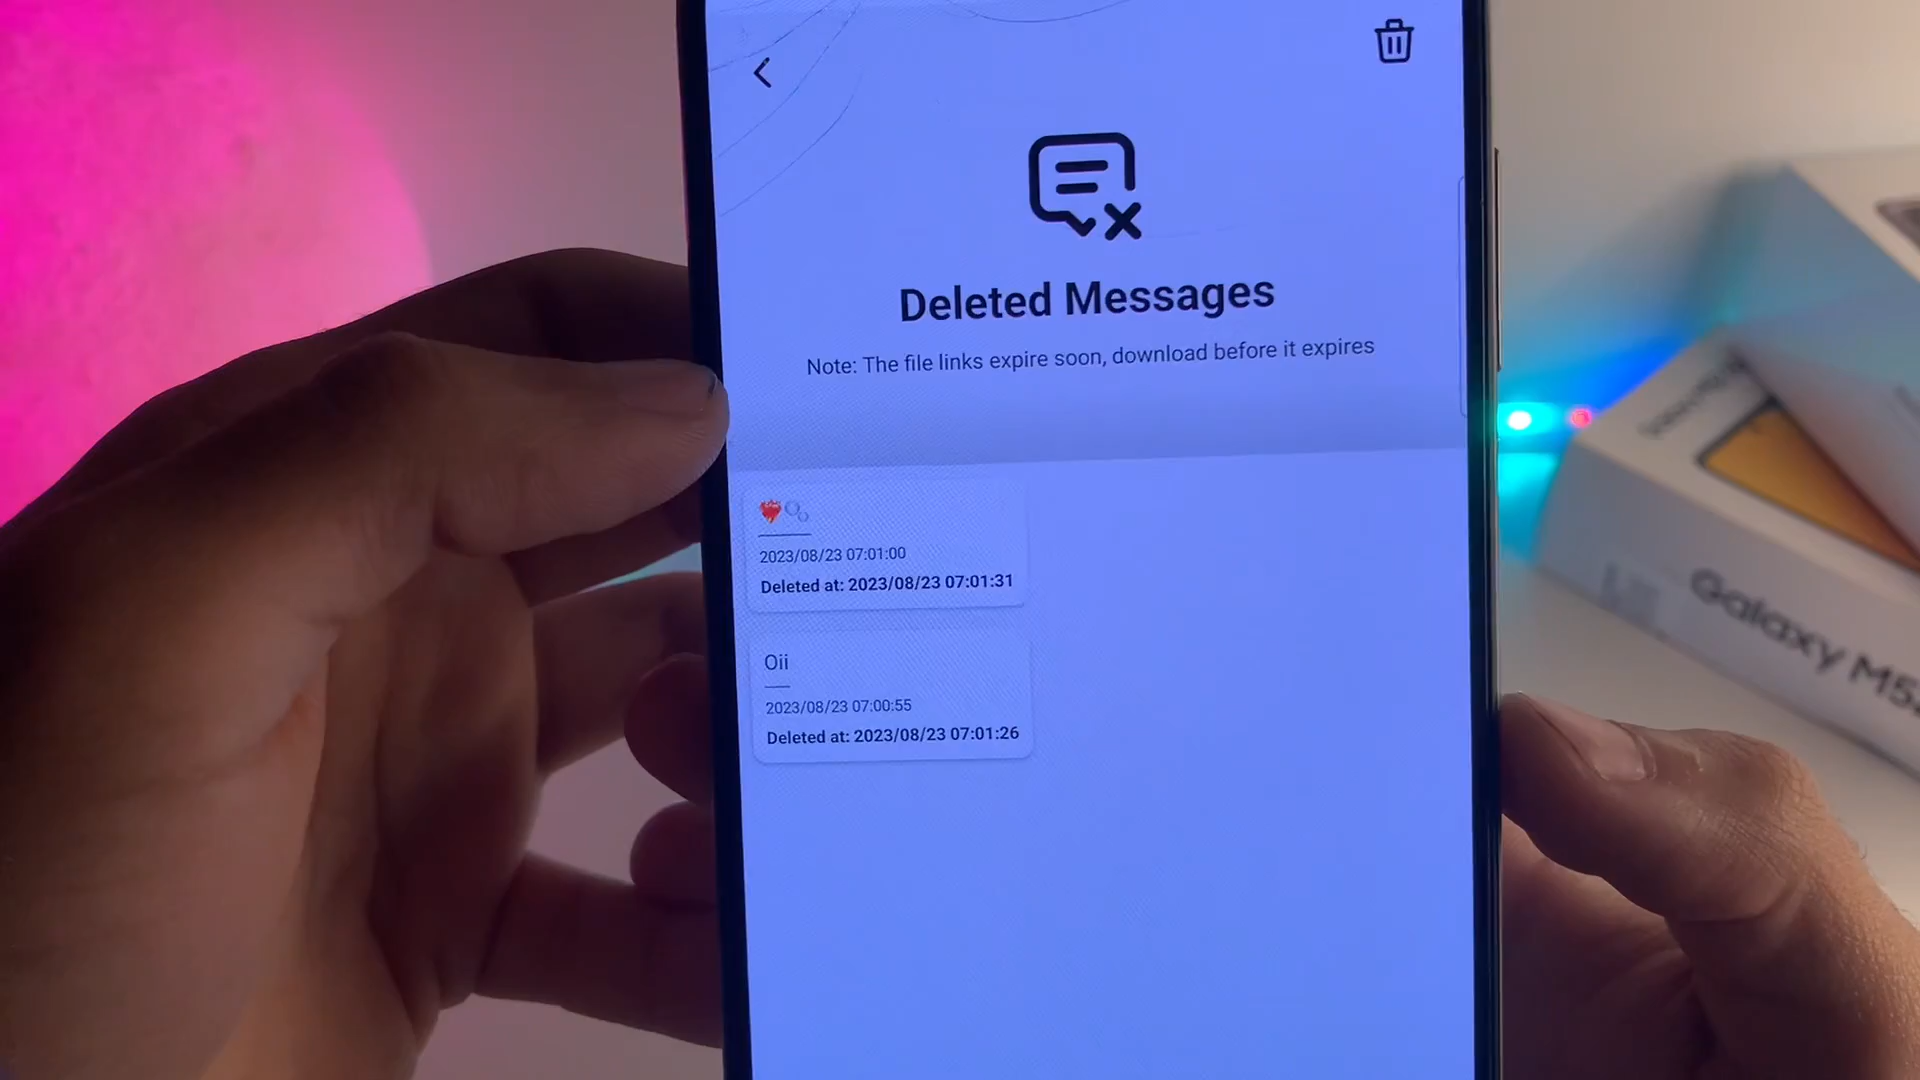 Deleted Messages
Note: The file links expire soon, download before it expires
❤️‍🔥🫧
2023/08/23 07:01:00
Deleted at: 2023/08/23 07:01:31
Oii
2023/08/23 07:00:55
Deleted at: 2023/08/23 07:01:26
Galaxy M5